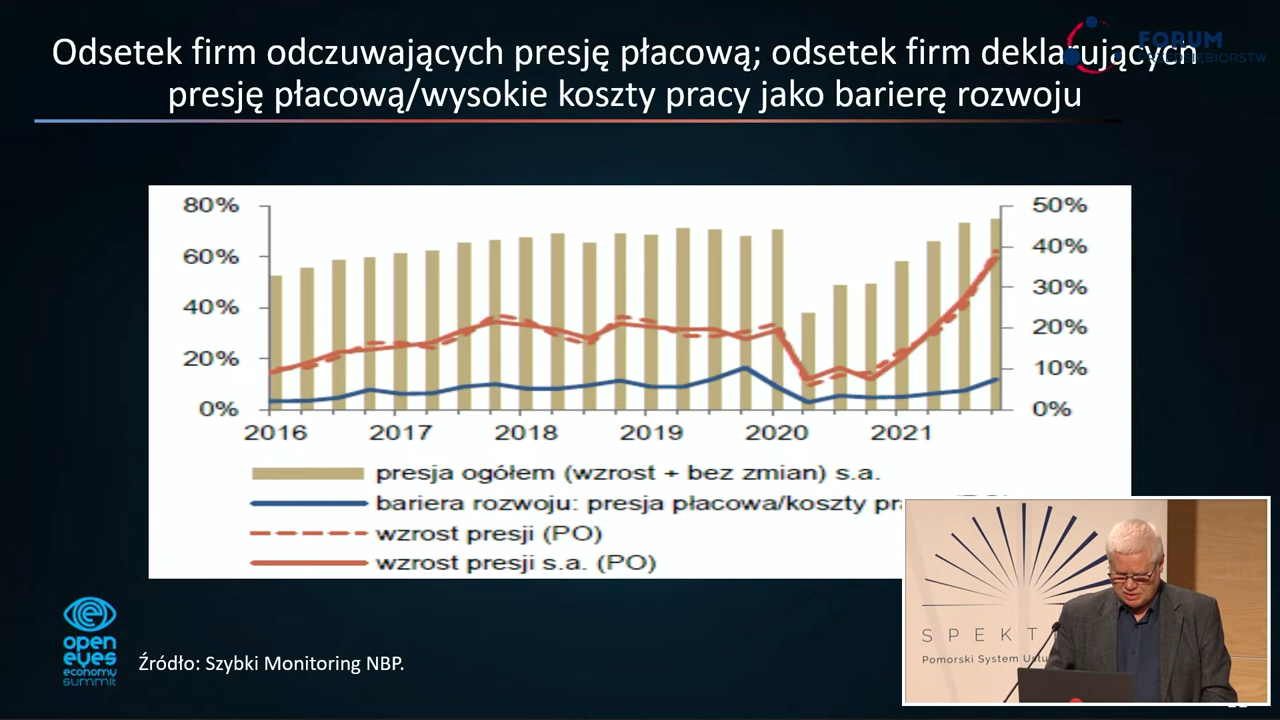 Odsetek firm odczuwających presję płacową; odsetek firm deklarujących
presję płacową/wysokie koszty pracy jako barierę rozwoju
FORUM
80%
60%
40%
20%
0%
50%
40%
30%
20%
10%
0%
2016 2017 2018 2019 2020 2021
presja ogółem (wzrost + bez zmian) s.a.
bariera rozwoju: presja płacowa/koszty
wzrost presji (PO)
wzrost presji s.a. (PO)
SPEKT
Pomorski System
open
eyes
economy
summit
Źródło: Szybki Monitoring NBP.